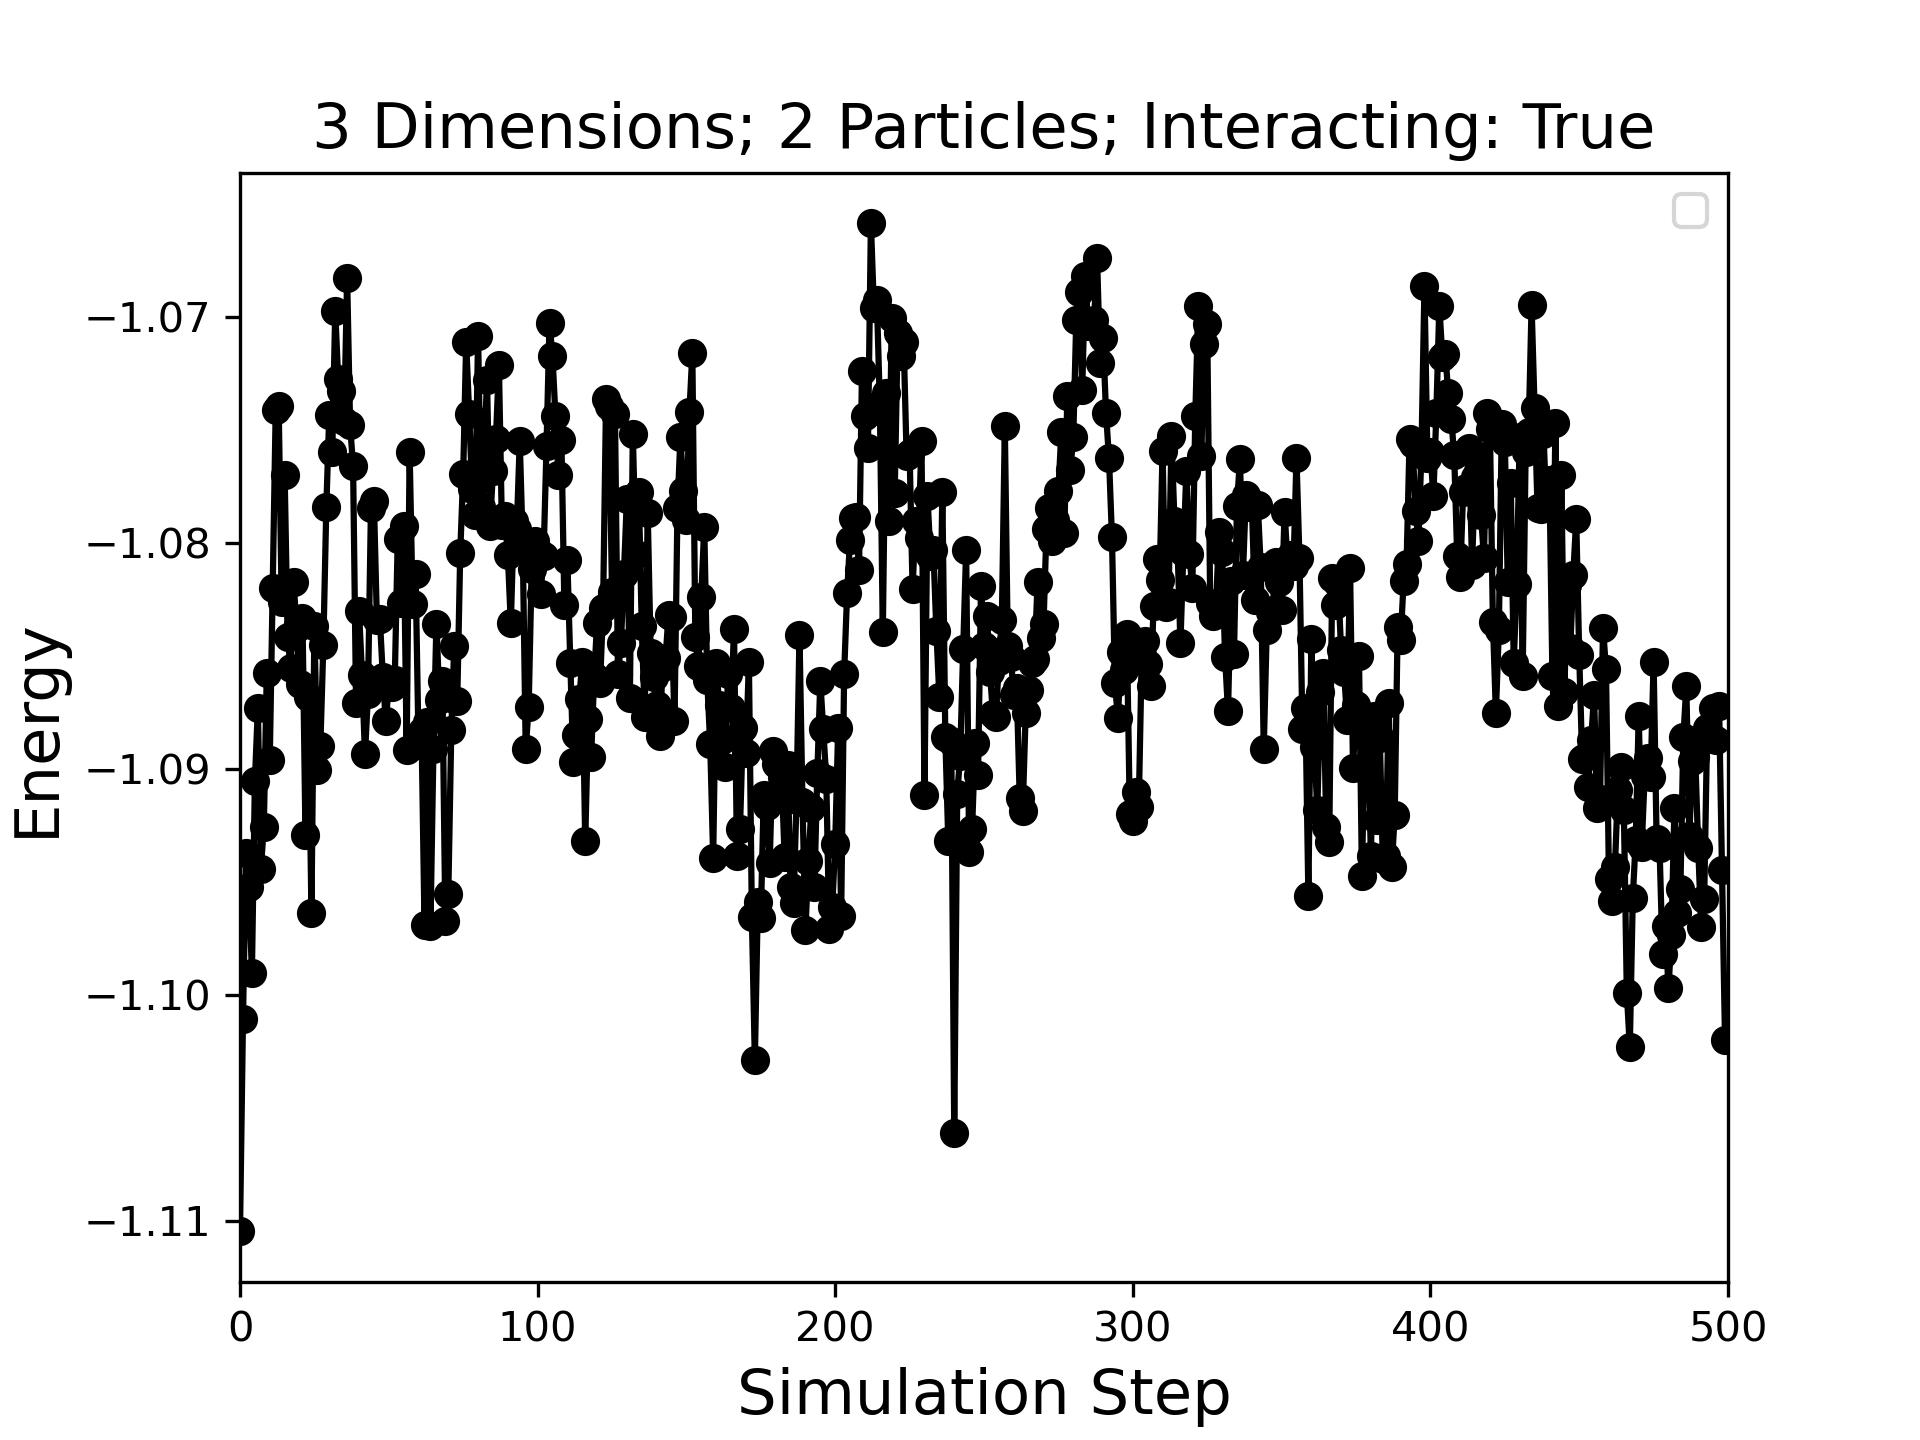 3 Dimensions; 2 Particles; Interacting: True
Energy
−1.07
−1.08
−1.09
−1.10
−1.11
0 100 200 300 400 500
Simulation Step